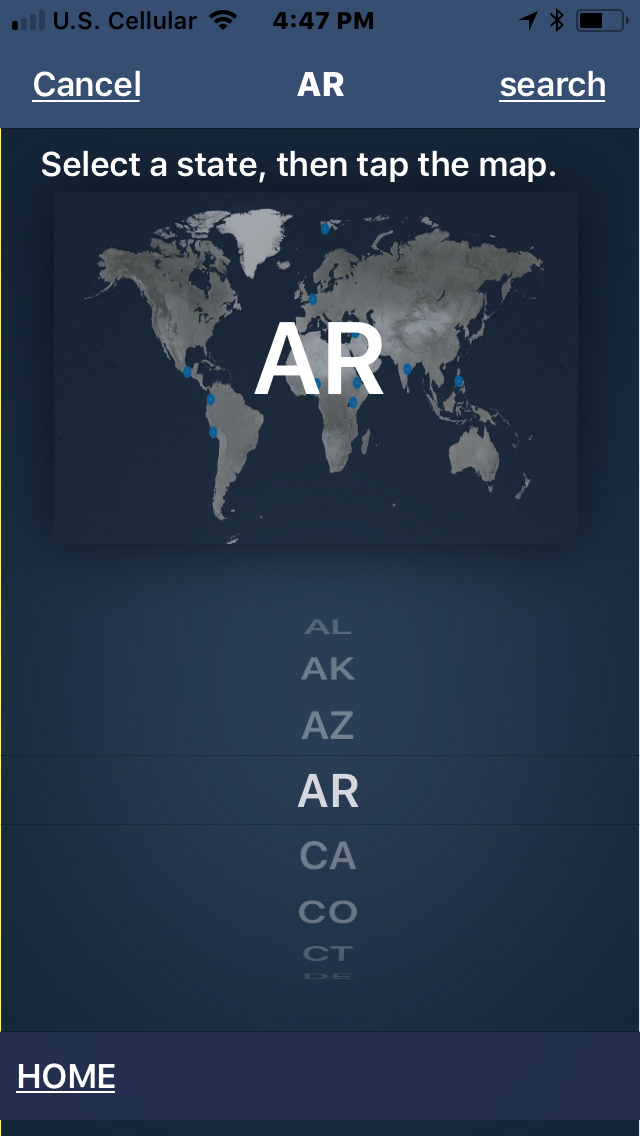 U.S. Cellular 4:47 PM
Cancel AR search
Select a state, then tap the map.
AR
AL
AK
AZ
AR
CA
CO
CT
DE
HOME